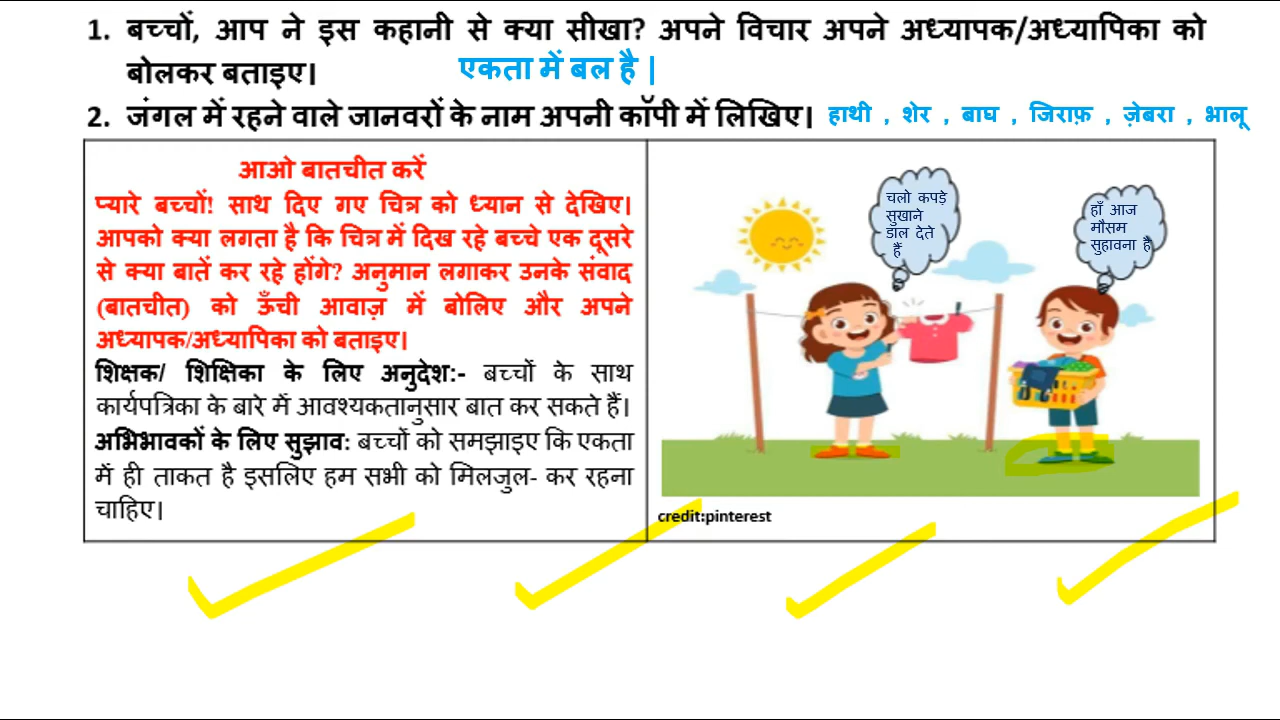 1. बच्चों, आप ने इस कहानी से क्या सीखा? अपने विचार अपने अध्यापक/अध्यापिका को
बोलकर बताइए। एकता में बल है |
2. जंगल में रहने वाले जानवरों के नाम अपनी कॉपी में लिखिए। हाथी , शेर , बाघ , जिराफ़ , ज़ेबरा , भालू
आओ बातचीत करें
प्यारे बच्चों! साथ दिए गए चित्र को ध्यान से देखिए।
आपको क्या लगता है कि चित्र में दिख रहे बच्चे एक दूसरे
से क्या बातें कर रहे होंगे? अनुमान लगाकर उनके संवाद
(बातचीत) को ऊँची आवाज़ में बोलिए और अपने
अध्यापक/अध्यापिका को बताइए।
शिक्षक/ शिक्षिका के लिए अनुदेश:- बच्चों के साथ
कार्यपत्रिका के बारे में आवश्यकतानुसार बात कर सकते हैं।
अभिभावकों के लिए सुझाव: बच्चों को समझाइए कि एकता
में ही ताकत है इसलिए हम सभी को मिलजुल- कर रहना
चाहिए।
चलो कपड़े
सुखाने
डॉल देते
हैं
हाँ आज
मौसम
सुहावना है
credit:pinterest